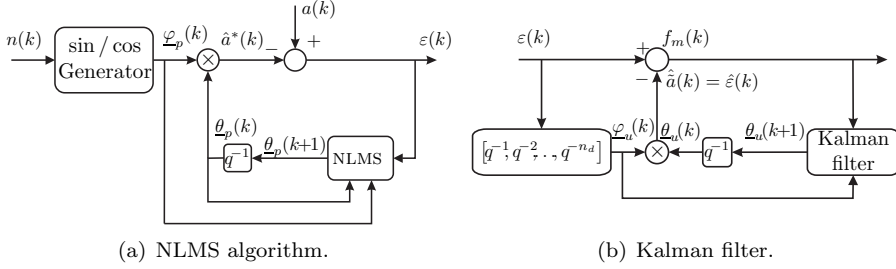 n(k)
sin / cos
Generator
φ_p(k)
â*(k)
−
a(k)
+
ε(k)
θ_p(k)
q⁻¹
θ_p(k+1)
NLMS
(a) NLMS algorithm.
ε(k)
+
−
f_m(k)
ã̂(k) = ε̂(k)
[q⁻¹, q⁻², . . , q^{−n_d}]
φ_u(k)
θ_u(k)
q⁻¹
θ_u(k+1)
Kalman
filter
(b) Kalman filter.